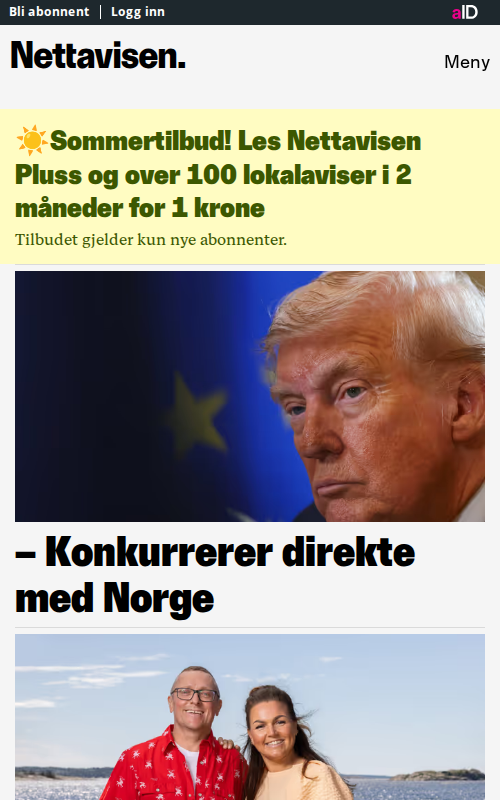 Bli abonnent | Logg inn
aID
Nettavisen.
Meny
☀️Sommertilbud! Les Nettavisen
Pluss og over 100 lokalaviser i 2
måneder for 1 krone
Tilbudet gjelder kun nye abonnenter.
– Konkurrerer direkte
med Norge